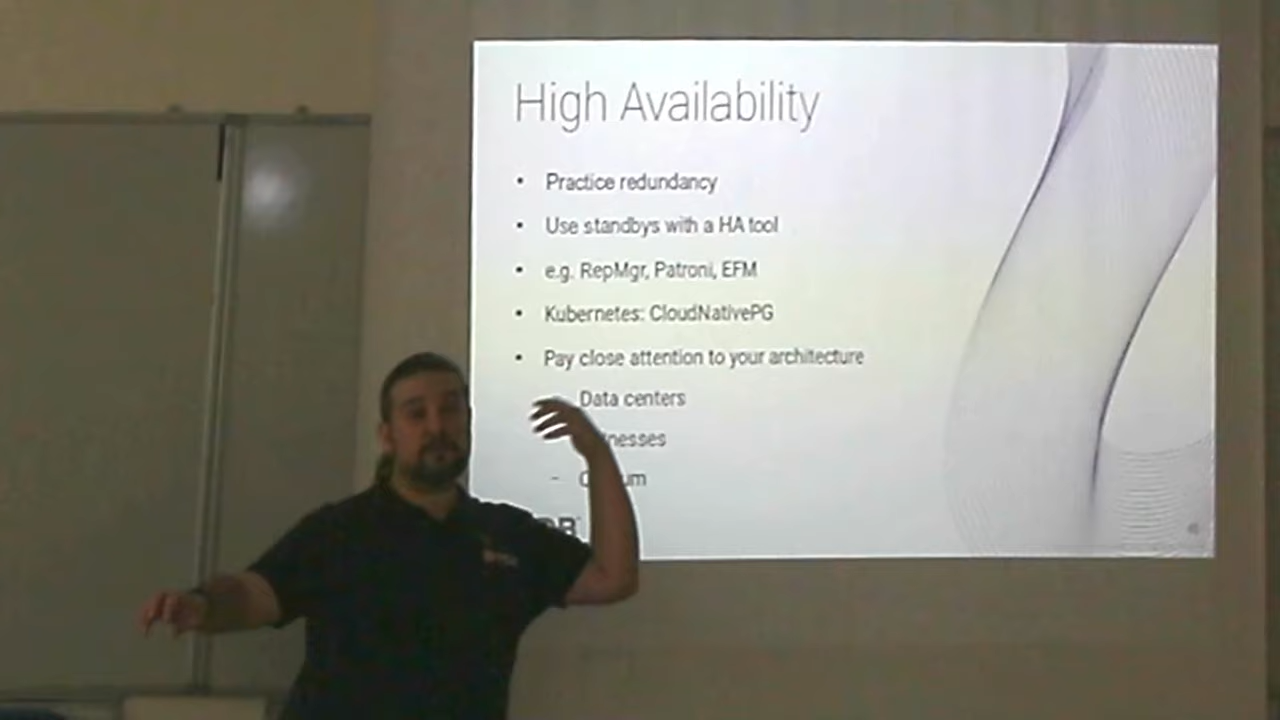 High Availability
• Practice redundancy
• Use standbys with a HA tool
• e.g. RepMgr, Patroni, EFM
• Kubernetes: CloudNativePG
• Pay close attention to your architecture
Data centers